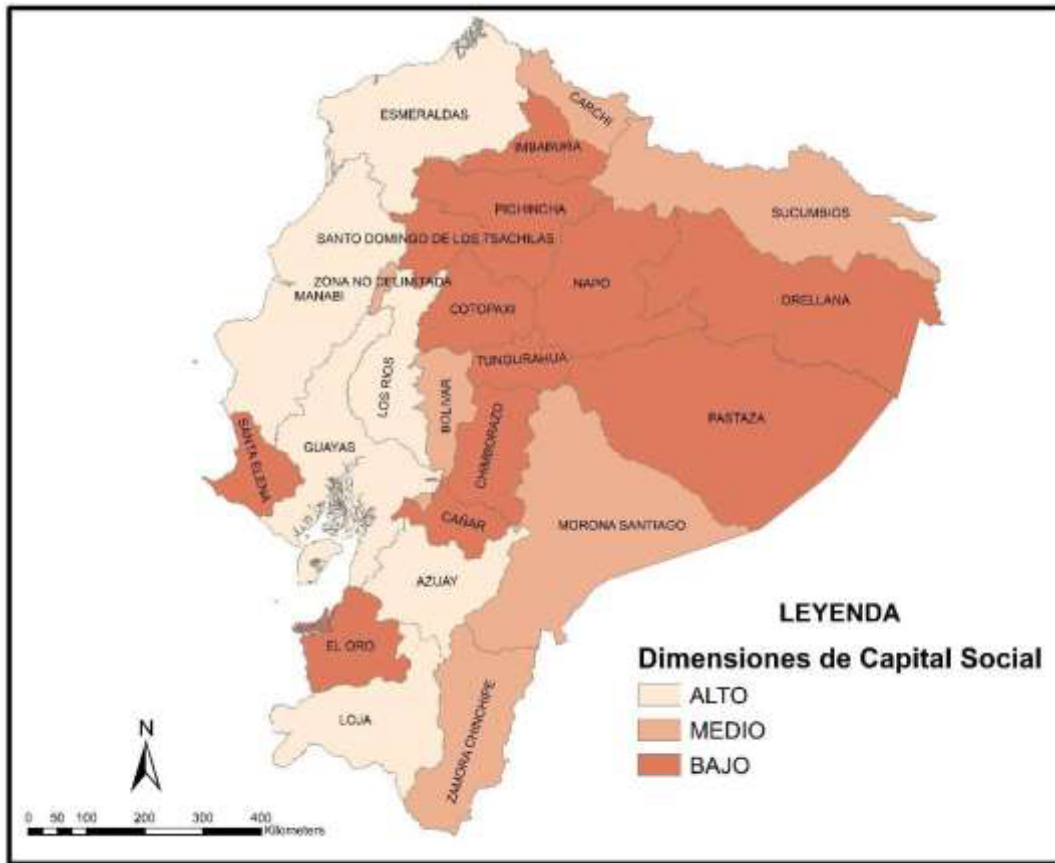 ESMERALDAS
CARCHI
IMBABURA
PICHINCHA
SUCUMBIOS
SANTO DOMINGO DE LOS TSACHILAS
ZONA NO DELIMITADA
MANABI
NAPO
ORELLANA
COTOPAXI
TUNGURAHUA
LOS RIOS
BOLIVAR
PASTAZA
SANTA ELENA
GUAYAS
CHIMBORAZO
CAÑAR
MORONA SANTIAGO
AZUAY
EL ORO
LOJA
ZAMORA CHINCHIPE
LEYENDA
Dimensiones de Capital Social
ALTO
MEDIO
BAJO
N
0 50 100 200 300 400
Kilometers